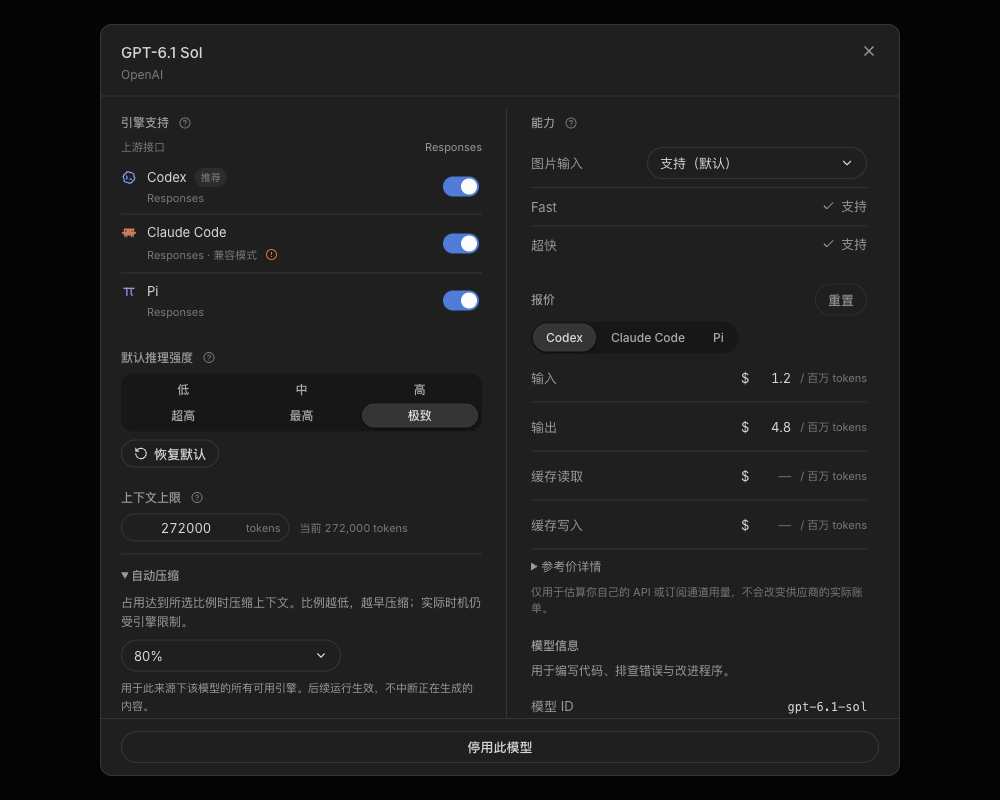 GPT-6.1 Sol
OpenAI
引擎支持
上游接口 Responses
Codex 推荐
Responses
Claude Code
Responses · 兼容模式
Pi
Responses
默认推理强度
低 中 高
超高 最高 极致
恢复默认
上下文上限
272000 tokens 当前 272,000 tokens
自动压缩
占用达到所选比例时压缩上下文。比例越低，越早压缩；实际时机仍
受引擎限制。
80%
用于此来源下该模型的所有可用引擎。后续运行生效，不中断正在生成的
内容。
能力
图片输入 支持（默认）
Fast 支持
超快 支持
报价 重置
Codex Claude Code Pi
输入 $ 1.2 / 百万 tokens
输出 $ 4.8 / 百万 tokens
缓存读取 $ — / 百万 tokens
缓存写入 $ — / 百万 tokens
参考价详情
仅用于估算你自己的 API 或订阅通道用量，不会改变供应商的实际账
单。
模型信息
用于编写代码、排查错误与改进程序。
模型 ID gpt-6.1-sol
停用此模型